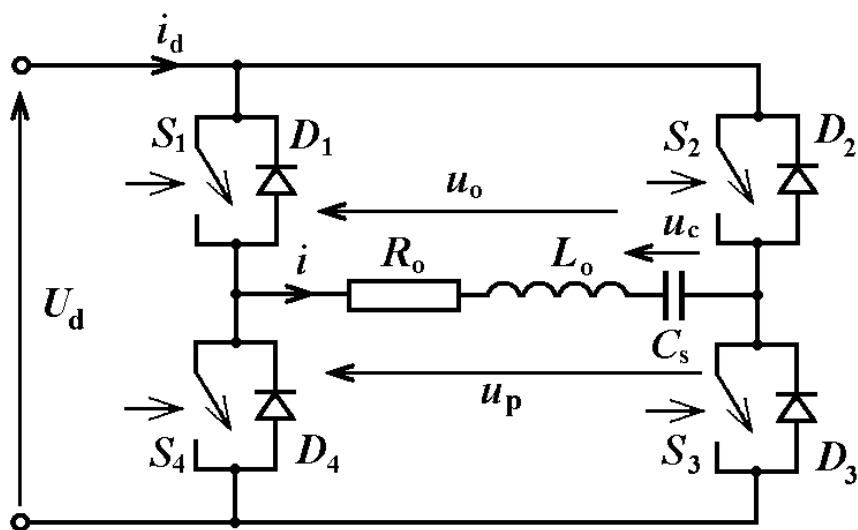 i_d
S_1 D_1 S_2 D_2
u_o
u_c
i R_o L_o
U_d
C_s
u_p
S_4 D_4 S_3 D_3